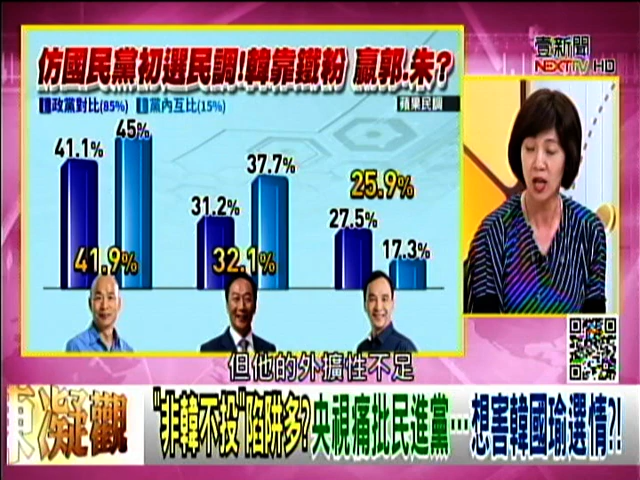 仿國民黨初選民調!韓靠鐵粉 贏郭!朱?
壹新聞
NEXTTV HD
政黨對比(85%) 黨內互比(15%)
蘋果民調
41.1%
45%
41.9%
31.2%
37.7%
32.1%
25.9%
27.5%
17.3%
但他的外擴性不足
凝觀
"非韓不投"陷阱多?央視痛批民進黨…想害韓國瑜選情?!